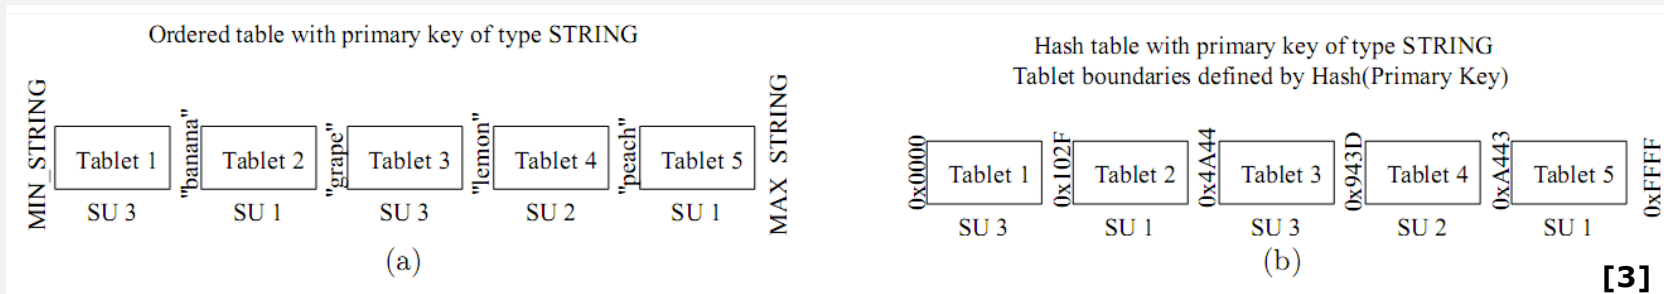 Ordered table with primary key of type STRING
MIN_STRING
Tablet 1
"banana"
Tablet 2
"grape"
Tablet 3
"lemon"
Tablet 4
"peach"
Tablet 5
MAX STRING
SU 3
SU 1
SU 3
SU 2
SU 1
(a)
Hash table with primary key of type STRING
Tablet boundaries defined by Hash(Primary Key)
0x0000
Tablet 1
0x102F
Tablet 2
0x4A44
Tablet 3
0x943D
Tablet 4
0xA443
Tablet 5
0xFFFF
SU 3
SU 1
SU 3
SU 2
SU 1
(b)
[3]